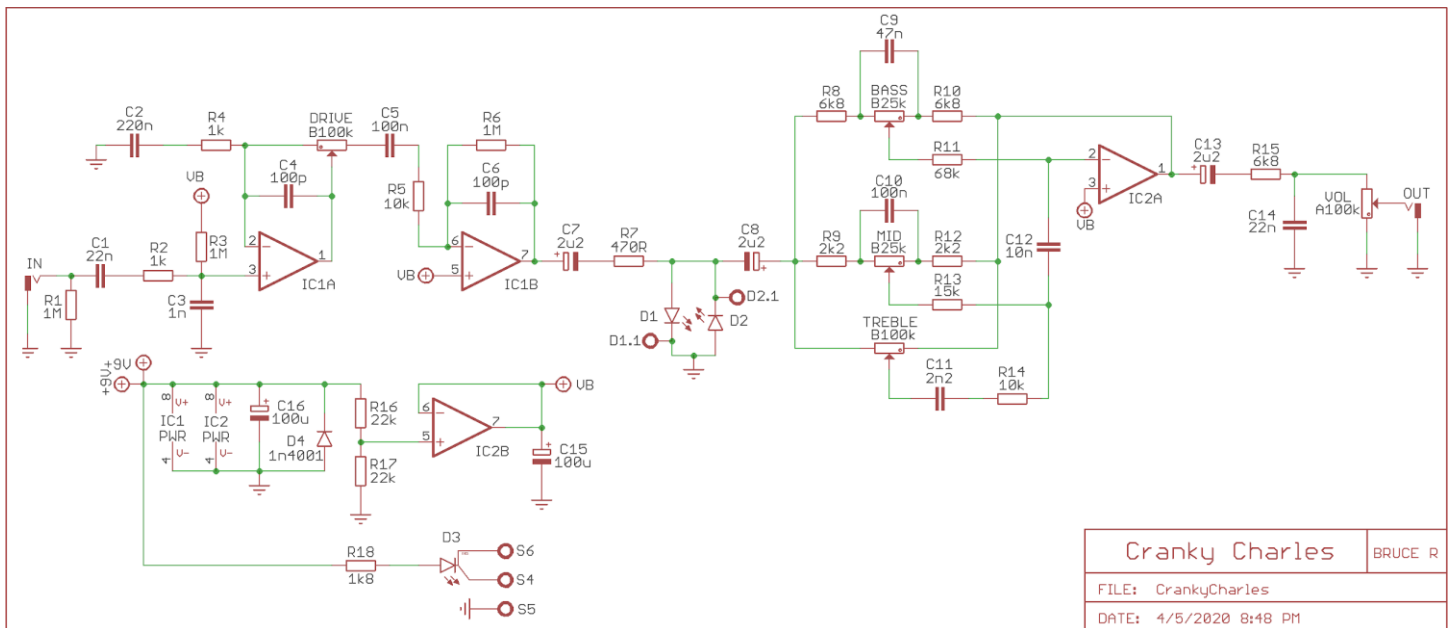 C9
47n
C2
220n
R4
1k
DRIVE
B100k
C5
100n
R6
1M
R8
6k8
BASS
B25k
R10
6k8
C4
100p
C6
100p
R5
10k
R11
68k
2
3
1
IC2A
VB
C13
2u2
R15
6k8
VB
R3
1M
C10
100n
VOL
A100k
OUT
C14
22n
IN
R1
1M
C1
22n
R2
1k
C3
1n
2
3
1
IC1A
VB
6
5
7
IC1B
C7
2u2
R7
470R
C8
2u2
R9
2k2
MID
B25k
R12
2k2
C12
10n
R13
15k
D1
D1.1
D2
D2.1
TREBLE
B100k
C11
2n2
R14
10k
+9V
+9V
8
V+
IC1
PWR
4
V-
8
V+
IC2
PWR
4
V-
C16
100u
D4
1n4001
R16
22k
R17
22k
6
5
7
IC2B
VB
C15
100u
R18
1k8
D3
S6
S4
S5
Cranky Charles
BRUCE R
FILE: CrankyCharles
DATE: 4/5/2020 8:48 PM